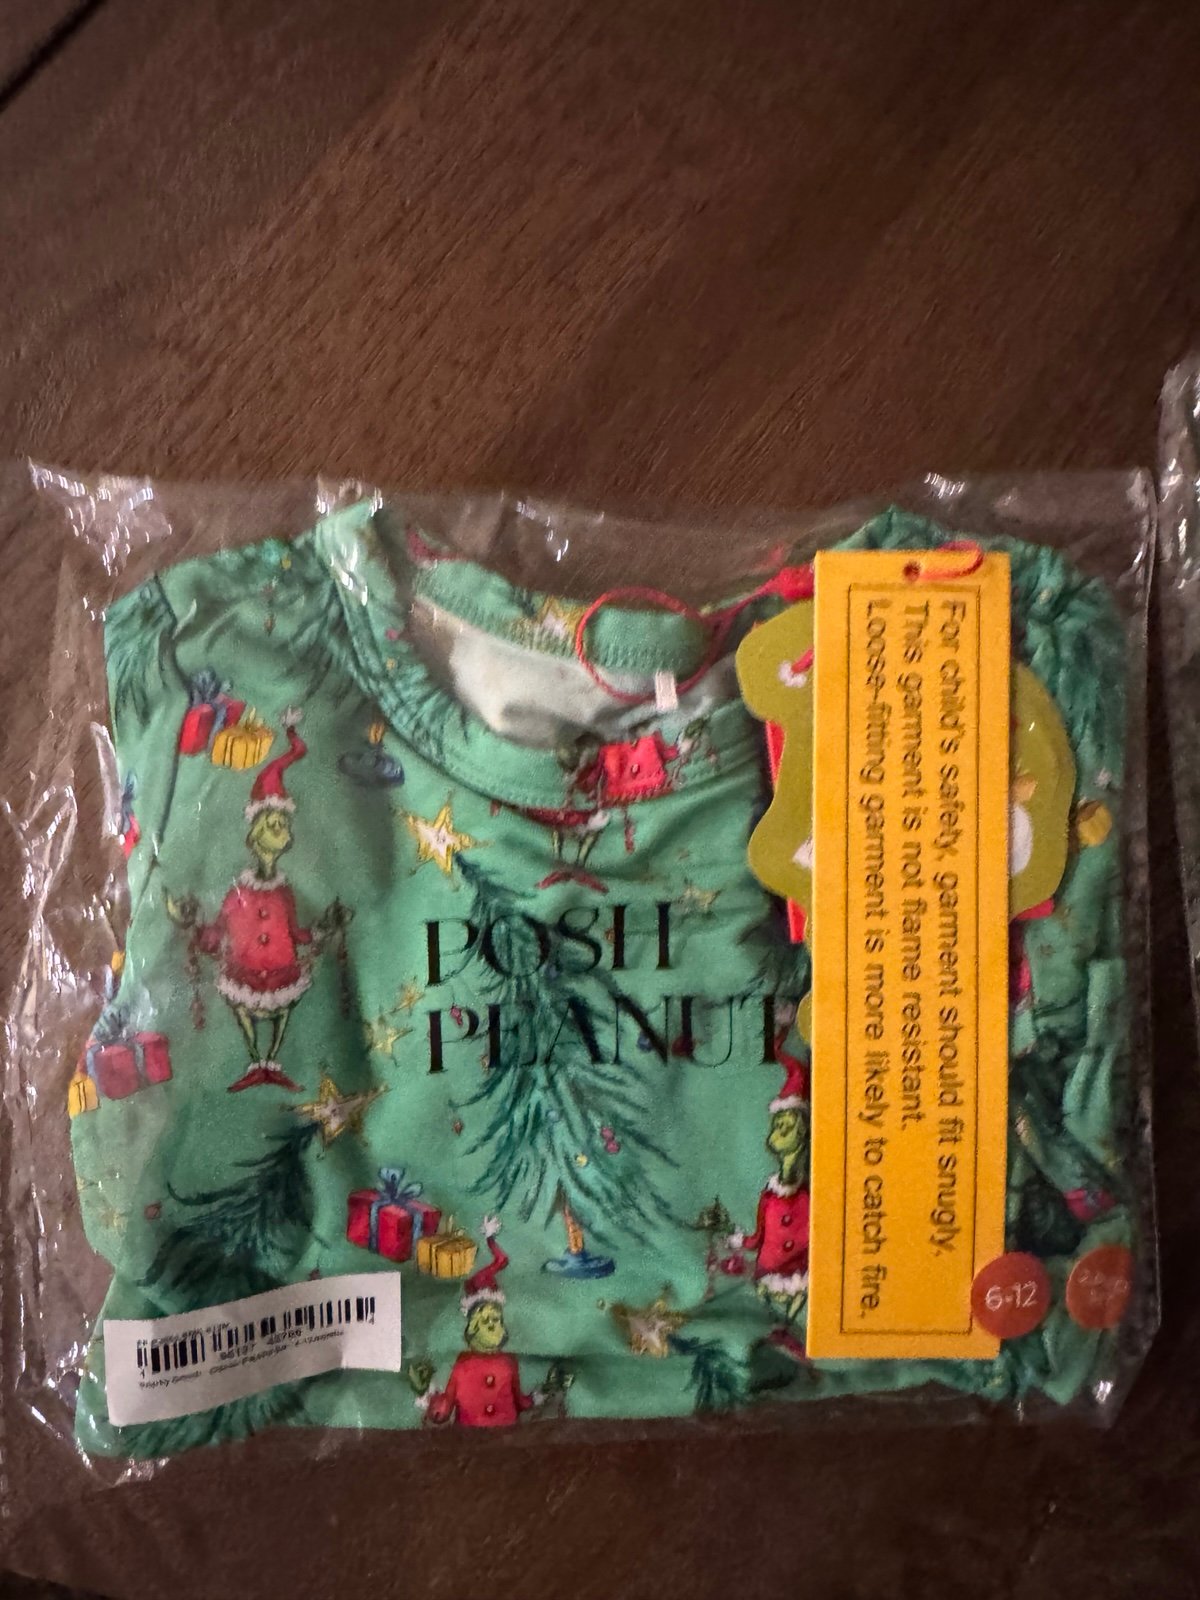 POSH
PEANUT
For child's safety, garment should fit snugly.
This garment is not flame resistant.
Loose-fitting garment is more likely to catch fire.
6-12